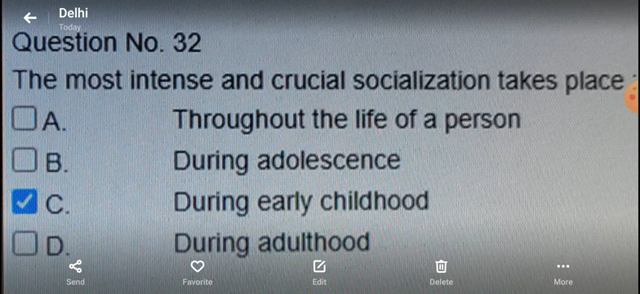 Delhi
Today
Question No. 32
The most intense and crucial socialization takes place
A. Throughout the life of a person
B. During adolescence
C. During early childhood
D. During adulthood
Send Favorite Edit Delete More